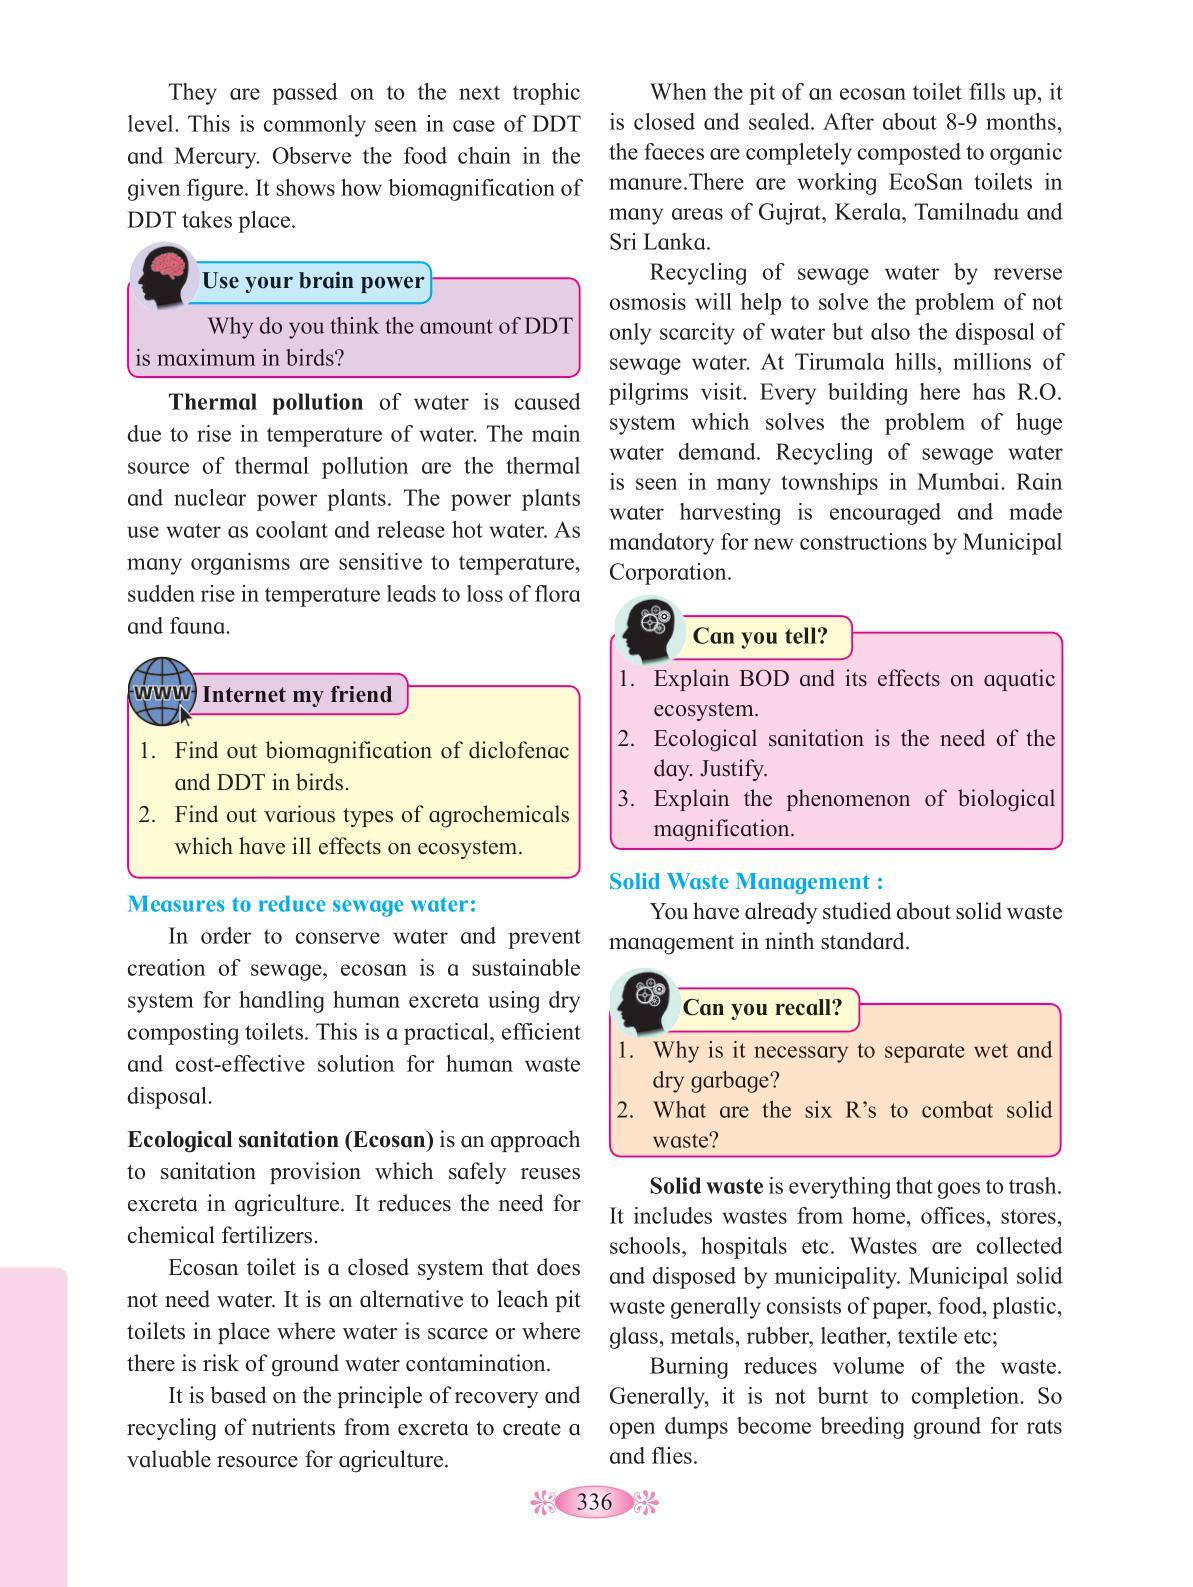 They are passed on to the next trophic
level. This is commonly seen in case of DDT
and Mercury. Observe the food chain in the
given figure. It shows how biomagnification of
DDT takes place.
Use your brain power
Why do you think the amount of DDT
is maximum in birds?
Thermal pollution of water is caused
due to rise in temperature of water. The main
source of thermal pollution are the thermal
and nuclear power plants. The power plants
use water as coolant and release hot water. As
many organisms are sensitive to temperature,
sudden rise in temperature leads to loss of flora
and fauna.
WWW
Internet my friend
1. Find out biomagnification of diclofenac
and DDT in birds.
2. Find out various types of agrochemicals
which have ill effects on ecosystem.
Measures to reduce sewage water:
In order to conserve water and prevent
creation of sewage, ecosan is a sustainable
system for handling human excreta using dry
composting toilets. This is a practical, efficient
and cost-effective solution for human waste
disposal.
Ecological sanitation (Ecosan) is an approach
to sanitation provision which safely reuses
excreta in agriculture. It reduces the need for
chemical fertilizers.
Ecosan toilet is a closed system that does
not need water. It is an alternative to leach pit
toilets in place where water is scarce or where
there is risk of ground water contamination.
It is based on the principle of recovery and
recycling of nutrients from excreta to create a
valuable resource for agriculture.
When the pit of an ecosan toilet fills up, it
is closed and sealed. After about 8-9 months,
the faeces are completely composted to organic
manure.There are working EcoSan toilets in
many areas of Gujrat, Kerala, Tamilnadu and
Sri Lanka.
Recycling of sewage water by reverse
osmosis will help to solve the problem of not
only scarcity of water but also the disposal of
sewage water. At Tirumala hills, millions of
pilgrims visit. Every building here has R.O.
system which solves the problem of huge
water demand. Recycling of sewage water
is seen in many townships in Mumbai. Rain
water harvesting is encouraged and made
mandatory for new constructions by Municipal
Corporation.
Can you tell?
1. Explain BOD and its effects on aquatic
ecosystem.
2. Ecological sanitation is the need of the
day. Justify.
3. Explain the phenomenon of biological
magnification.
Solid Waste Management :
You have already studied about solid waste
management in ninth standard.
Can you recall?
1. Why is it necessary to separate wet and
dry garbage?
2. What are the six R’s to combat solid
waste?
Solid waste is everything that goes to trash.
It includes wastes from home, offices, stores,
schools, hospitals etc. Wastes are collected
and disposed by municipality. Municipal solid
waste generally consists of paper, food, plastic,
glass, metals, rubber, leather, textile etc;
Burning reduces volume of the waste.
Generally, it is not burnt to completion. So
open dumps become breeding ground for rats
and flies.
336